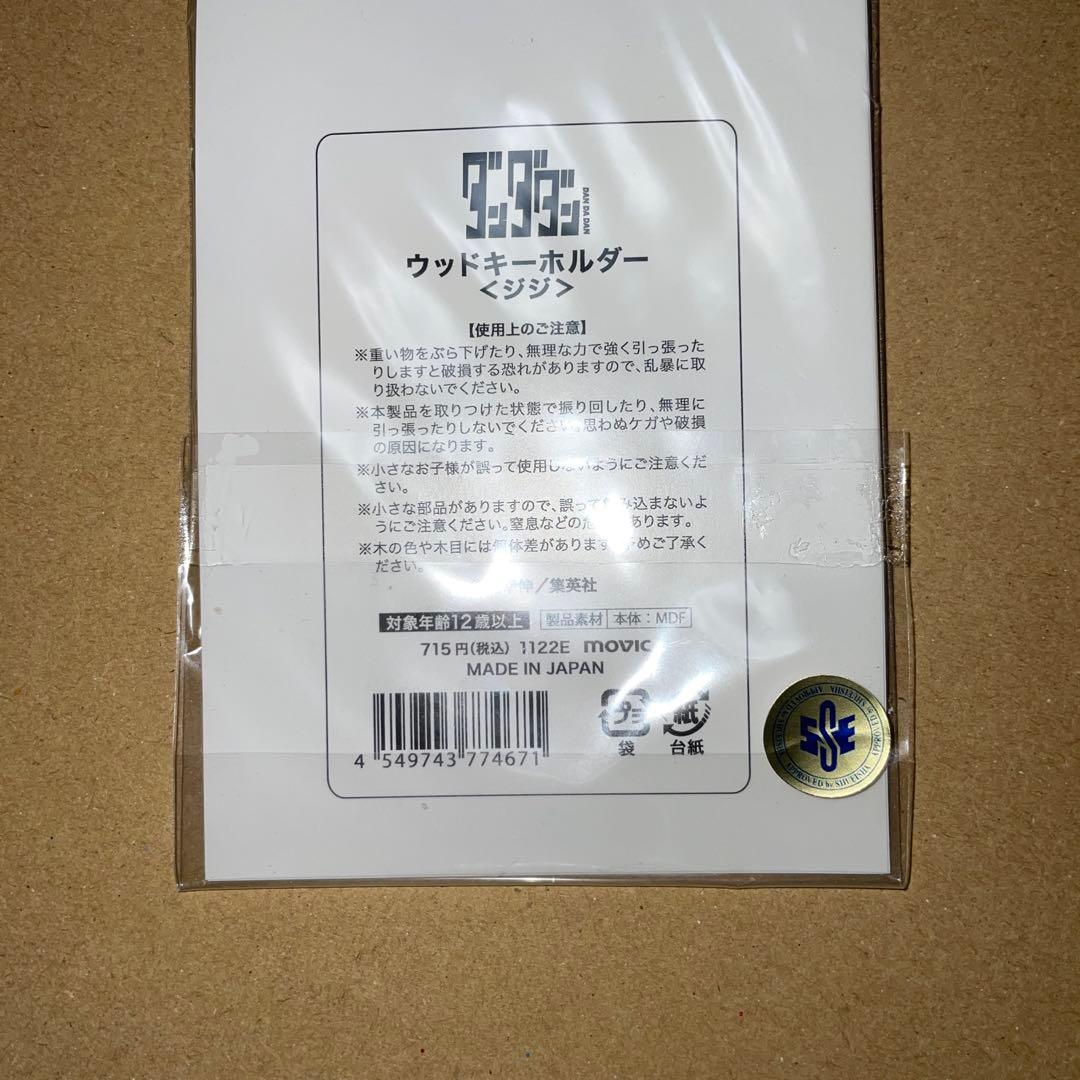 ダンダダン
DAN DA DAN
ウッドキーホルダー
<ジジ>
【使用上のご注意】
※重い物をぶら下げたり、無理な力で強く引っ張った
りしますと破損する恐れがありますので、乱暴に取
り扱わないでください。
※本製品を取りつけた状態で振り回したり、無理に
引っ張ったりしないでください。思わぬケガや破損
の原因になります。
※小さなお子様が誤って使用しないようにご注意くだ
さい。
※小さな部品がありますので、誤って み込まないよ
うにご注意ください。窒息などの危 あります。
※木の色や木目には個体差があります めご了承く
ださい。
伸/集英社
対象年齢12歳以上 製品素材 本体:MDF
715円(税込) 1122E movic
MADE IN JAPAN
プラ 紙
袋 台紙
4 549743 774671
SE
APPROVED by SHUEISHA APPROVED by SHUEISHA APPROVED by SHUEISHA